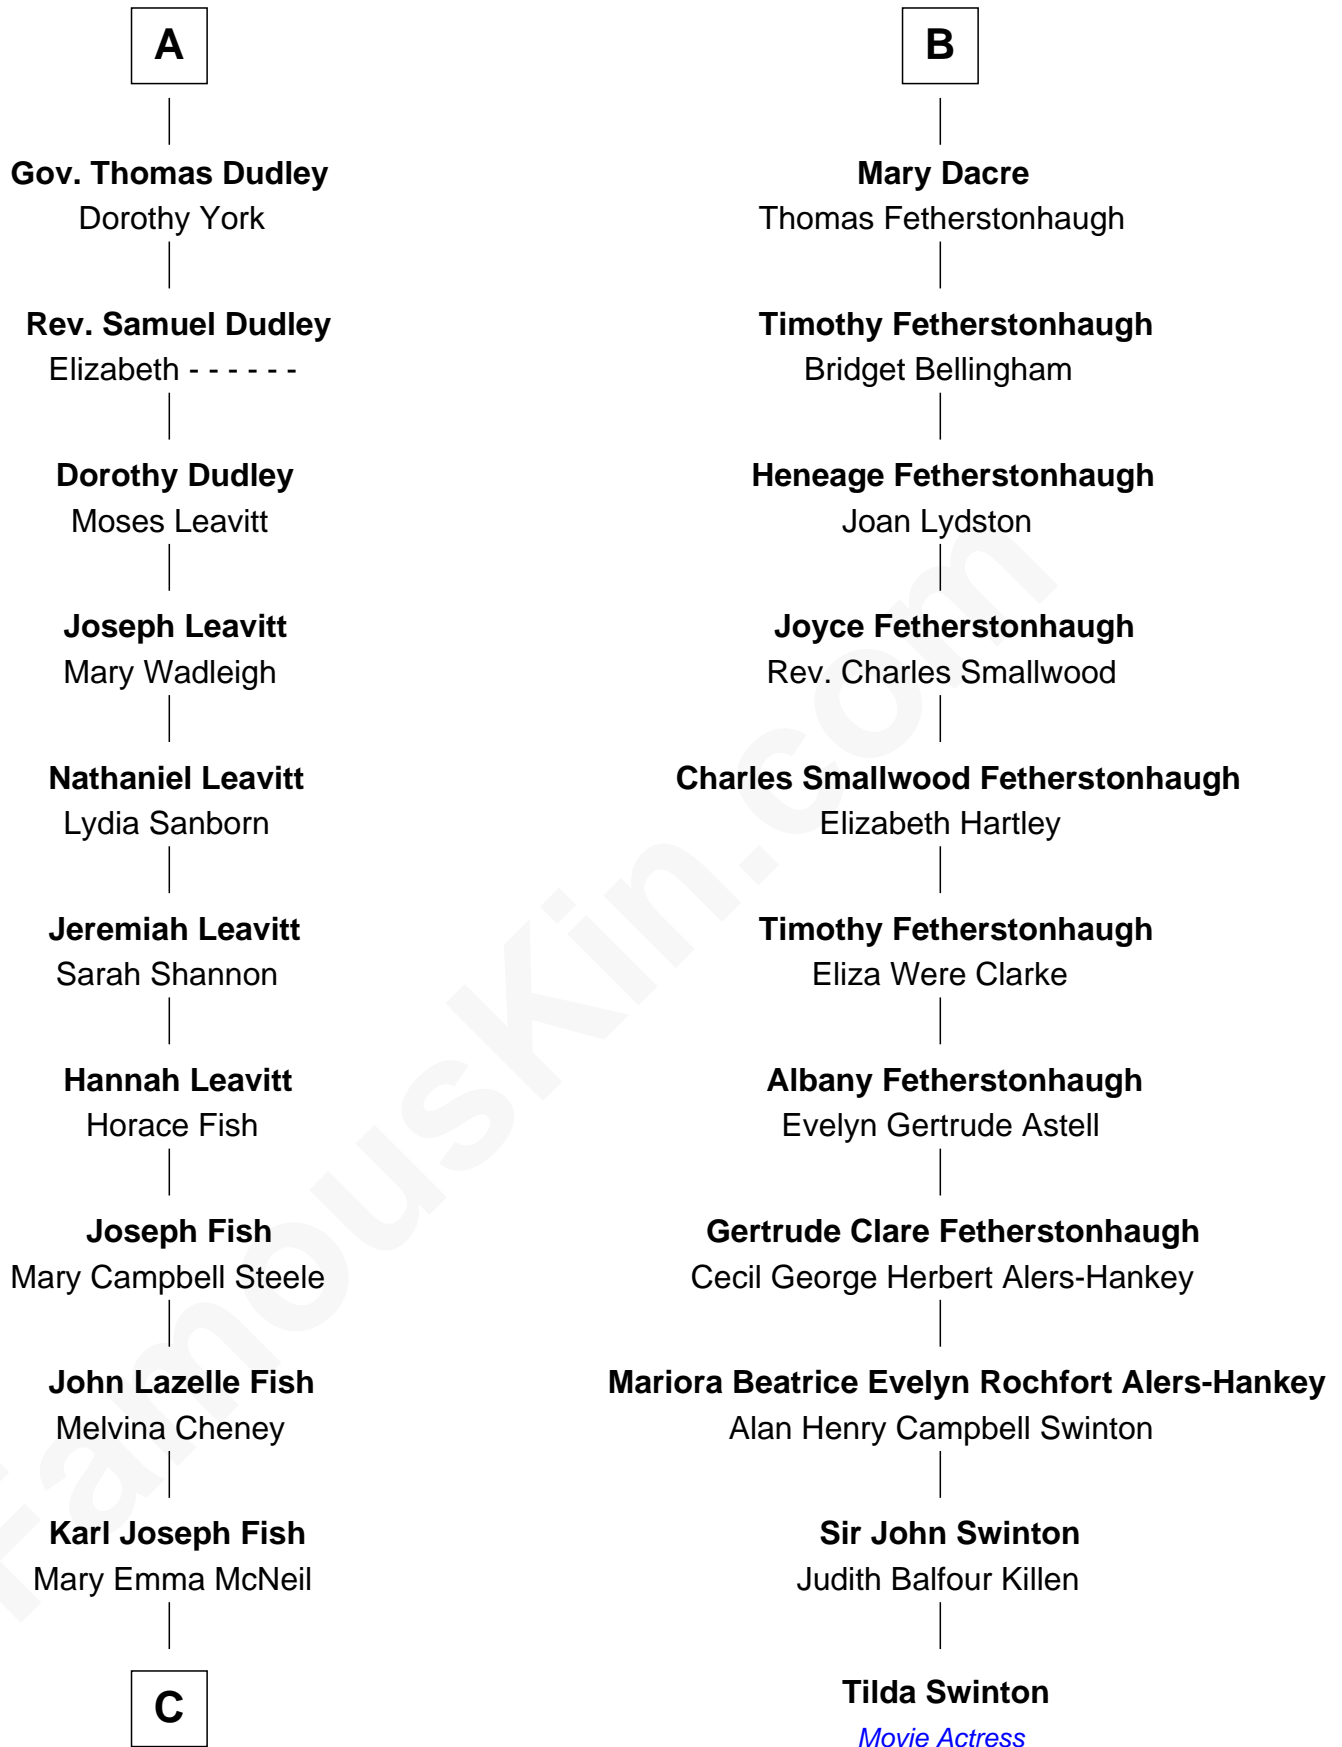 A
Gov. Thomas Dudley
Dorothy York
Rev. Samuel Dudley
Elizabeth - - - - - -
Dorothy Dudley
Moses Leavitt
Joseph Leavitt
Mary Wadleigh
Nathaniel Leavitt
Lydia Sanborn
Jeremiah Leavitt
Sarah Shannon
Hannah Leavitt
Horace Fish
Joseph Fish
Mary Campbell Steele
John Lazelle Fish
Melvina Cheney
Karl Joseph Fish
Mary Emma McNeil
C
B
Mary Dacre
Thomas Fetherstonhaugh
Timothy Fetherstonhaugh
Bridget Bellingham
Heneage Fetherstonhaugh
Joan Lydston
Joyce Fetherstonhaugh
Rev. Charles Smallwood
Charles Smallwood Fetherstonhaugh
Elizabeth Hartley
Timothy Fetherstonhaugh
Eliza Were Clarke
Albany Fetherstonhaugh
Evelyn Gertrude Astell
Gertrude Clare Fetherstonhaugh
Cecil George Herbert Alers-Hankey
Mariora Beatrice Evelyn Rochfort Alers-Hankey
Alan Henry Campbell Swinton
Sir John Swinton
Judith Balfour Killen
Tilda Swinton
Movie Actress
FamousKin.com